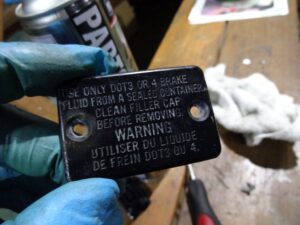 PARTS
USE ONLY DOT3 OR 4 BRAKE
FLUID FROM A SEALED CONTAINER.
CLEAN FILLER CAP
BEFORE REMOVING.
WARNING
UTILISER DU LIQUIDE
DE FREIN DOT3 OU 4.